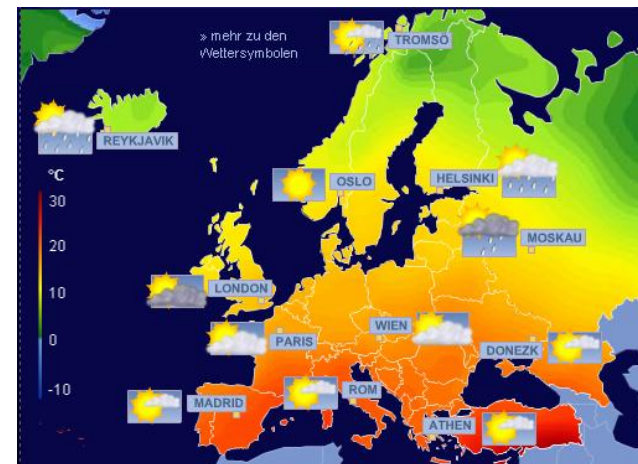 » mehr zu den
Wettersymbolen
TROMSÖ
REYKJAVIK
°C
30
20
10
0
-10
OSLO
HELSINKI
MOSKAU
LONDON
PARIS
WIEN
DONEZK
MADRID
ROM
ATHEN